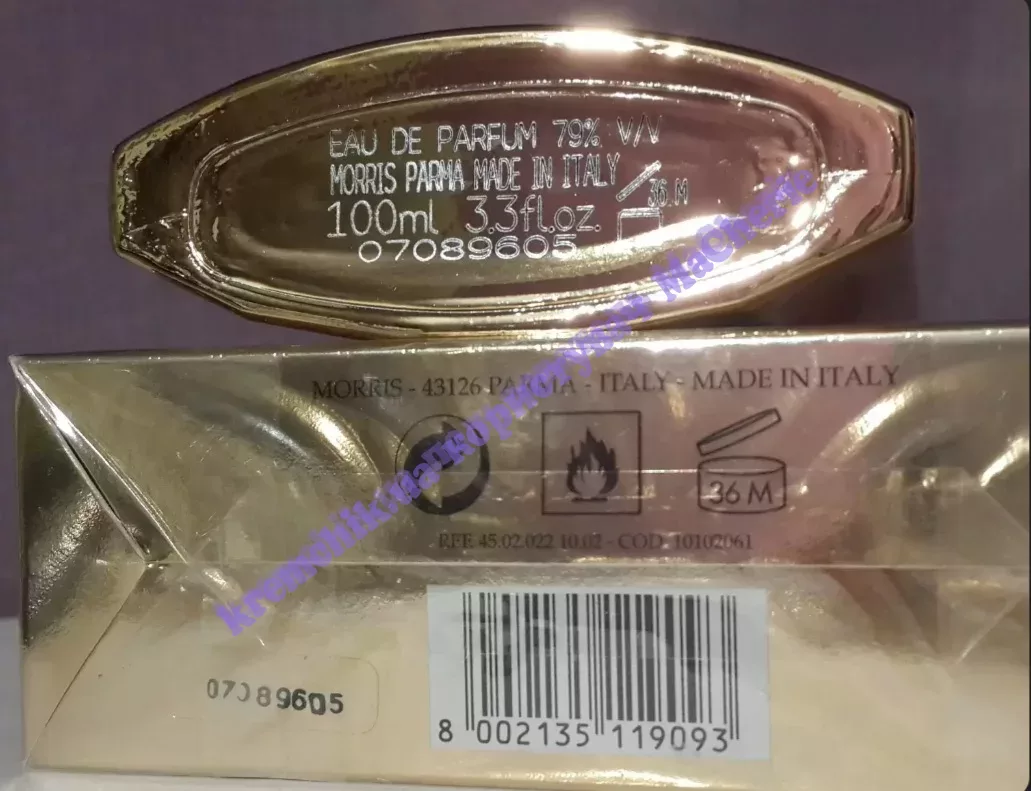 EAU DE PARFUM 79% V/V
MORRIS PARMA MADE IN ITALY
36 M
100ml 3.3fl.oz.
07089605
MORRIS - 43126 PARMA - ITALY - MADE IN ITALY
36 M
RFE 45.02.022 10.02 - COD. 10102061
07089605
8 002135 119093